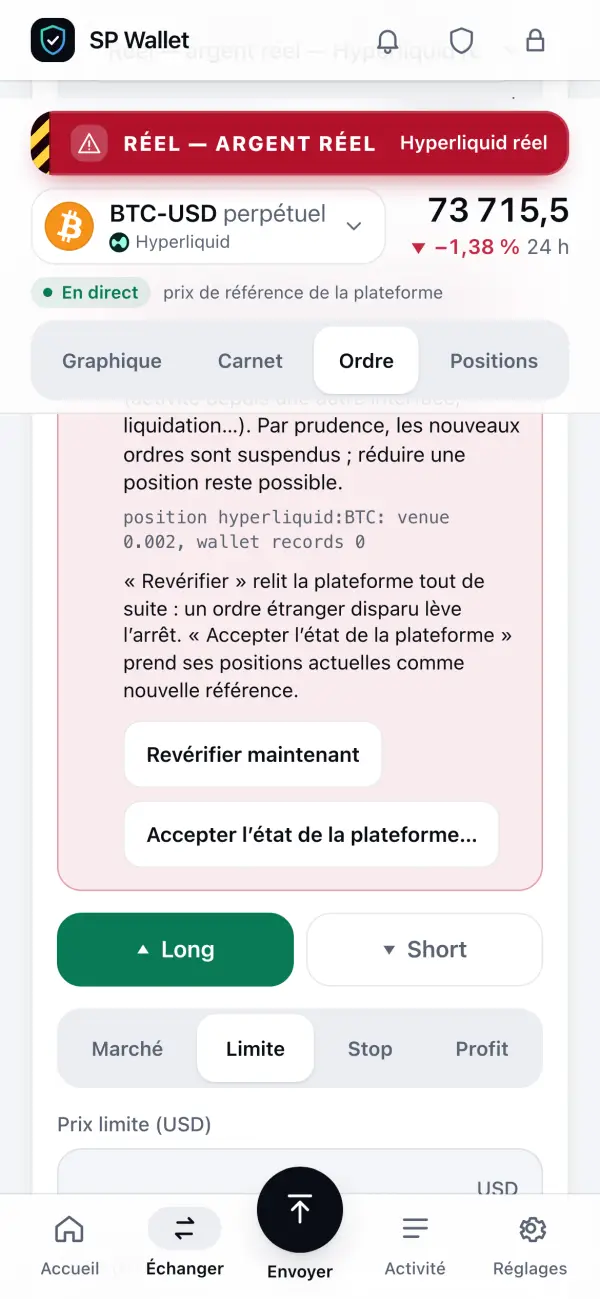 SP Wallet
RÉEL — ARGENT RÉEL
Hyperliquid réel
BTC-USD perpétuel
73 715,5
Hyperliquid
▼ −1,38 % 24 h
En direct
prix de référence de la plateforme
Graphique
Carnet
Ordre
Positions
liquidation…). Par prudence, les nouveaux
ordres sont suspendus ; réduire une
position reste possible.
position hyperliquid:BTC: venue
0.002, wallet records 0
« Revérifier » relit la plateforme tout de
suite : un ordre étranger disparu lève
l’arrêt. « Accepter l’état de la plateforme »
prend ses positions actuelles comme
nouvelle référence.
Revérifier maintenant
Accepter l’état de la plateforme…
▲ Long
▼ Short
Marché
Limite
Stop
Profit
Prix limite (USD)
USD
Accueil
Échanger
Envoyer
Activité
Réglages